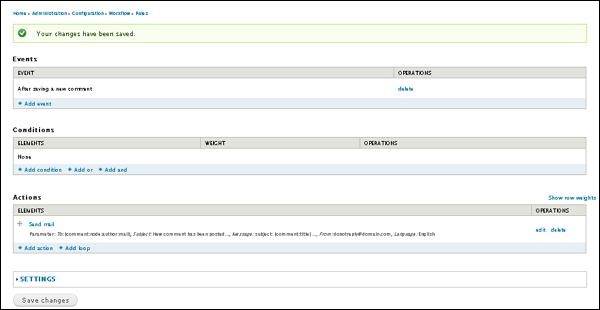 Home » Administration » Configuration » Workflow » Rules
Your changes have been saved.
Events
EVENT OPERATIONS
After saving a new comment delete
+ Add event
Conditions
ELEMENTS WEIGHT OPERATIONS
None
+ Add condition + Add or + Add and
Actions Show row weights
ELEMENTS OPERATIONS
Send mail
Parameter: To: [comment:node:author:mail], Subject: New comment has been posted ..., Message: subject: [comment:title] ..., From: donotreply@domain.com, Language: English edit delete
+ Add action + Add loop
SETTINGS
Save changes